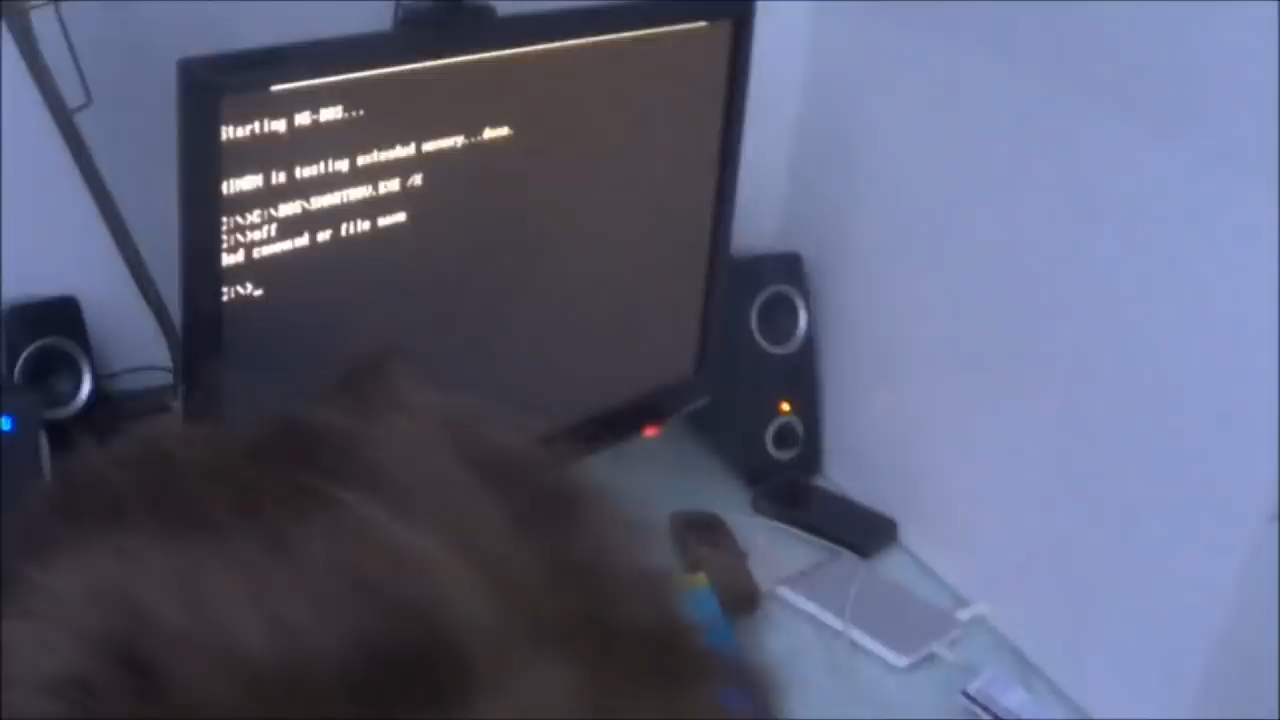 Starting MS-DOS...
HIMEM is testing extended memory...done.
C:\>C:\DOS\SMARTDRV.EXE /X
C:\>off
Bad command or file name
C:\>_